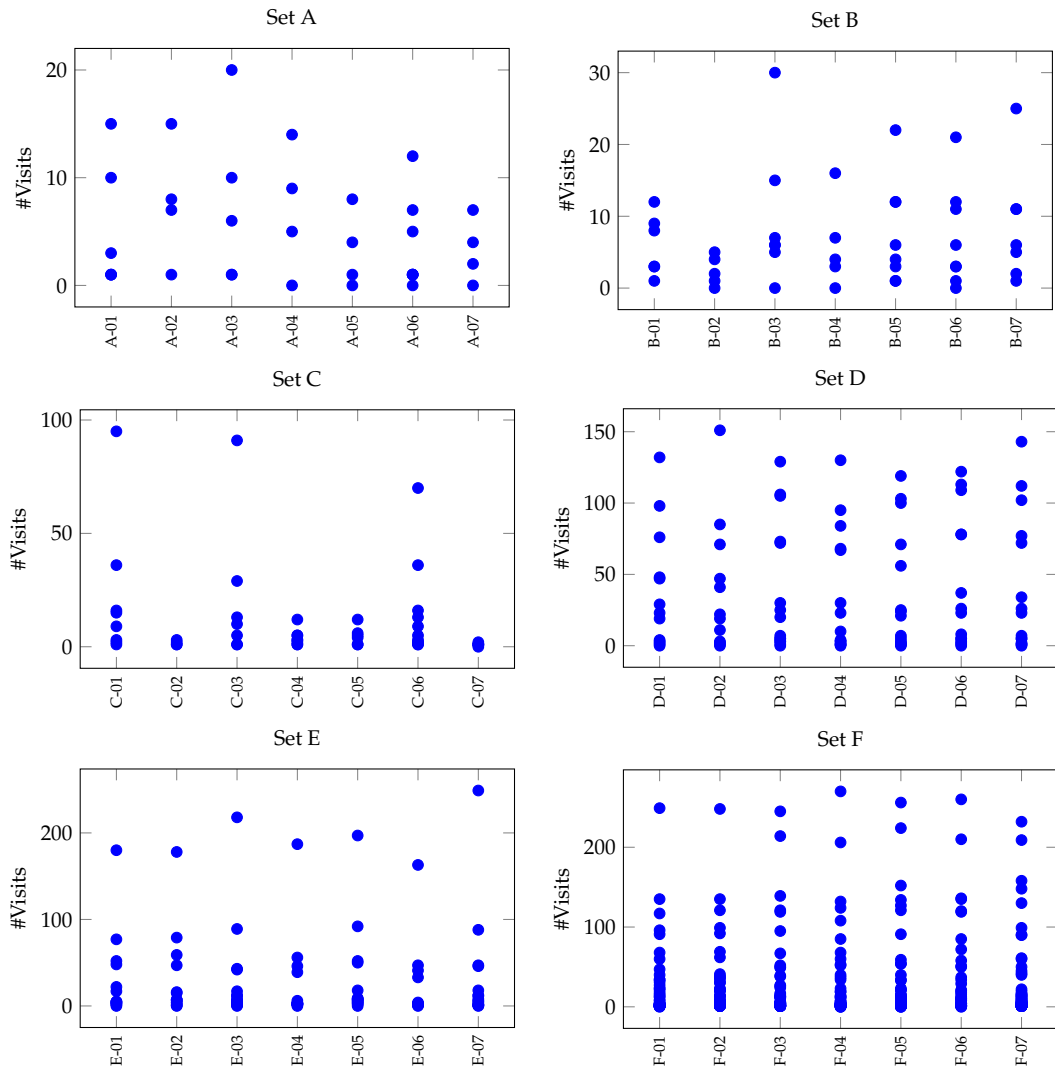 Set A
20
10
0
#Visits
A-01
A-02
A-03
A-04
A-05
A-06
A-07
Set B
30
20
10
0
#Visits
B-01
B-02
B-03
B-04
B-05
B-06
B-07
Set C
100
50
0
#Visits
C-01
C-02
C-03
C-04
C-05
C-06
C-07
Set D
150
100
50
0
#Visits
D-01
D-02
D-03
D-04
D-05
D-06
D-07
Set E
200
100
0
#Visits
E-01
E-02
E-03
E-04
E-05
E-06
E-07
Set F
200
100
0
#Visits
F-01
F-02
F-03
F-04
F-05
F-06
F-07